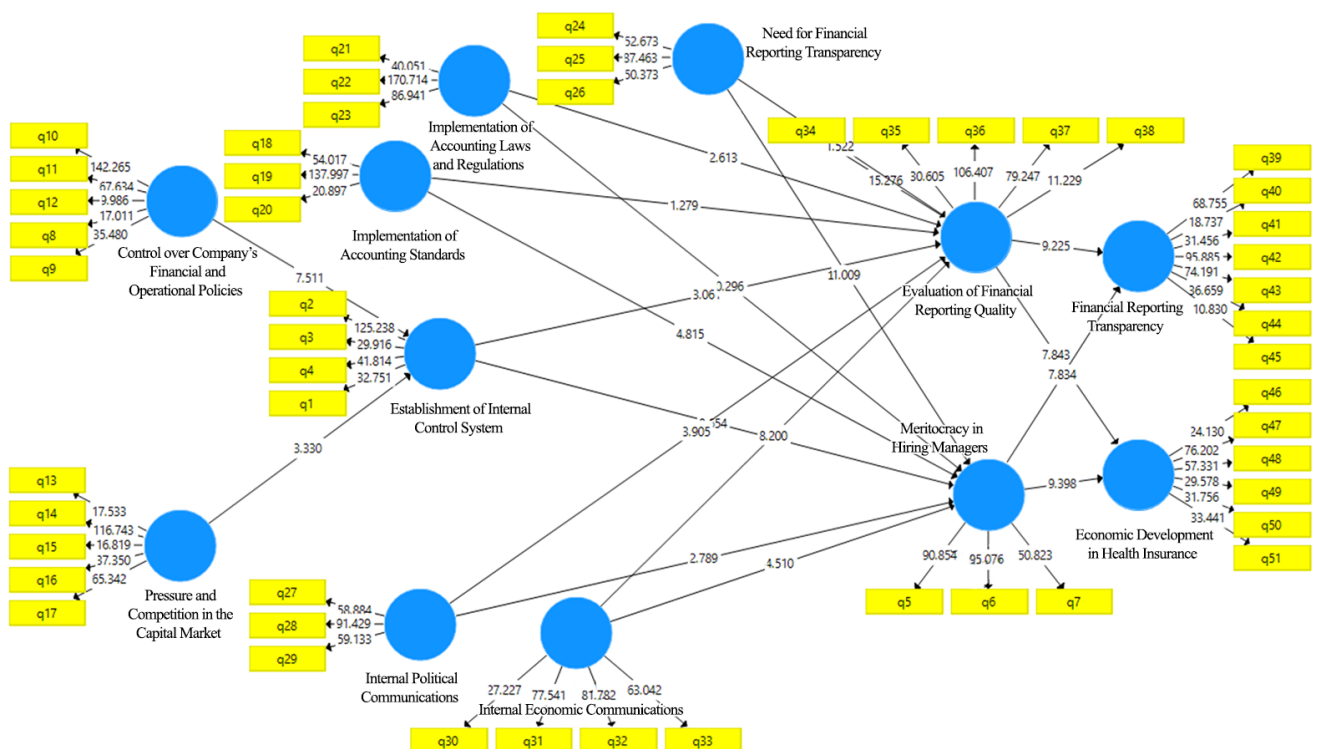 q24
q25
q26
52.673
37.463
50.373
Need for Financial
Reporting Transparency
q21
q22
q23
40.051
170.714
86.941
Implementation of
Accounting Laws
and Regulations
q18
q19
q20
54.017
137.997
20.897
Implementation of
Accounting Standards
q10
q11
q12
q8
q9
142.265
67.634
9.986
17.011
35.480
Control over Company's
Financial and
Operational Policies
q34
q35
q36
q37
q38
1.522
15.276
30.605
106.407
79.247
11.229
2.613
1.279
Evaluation of Financial
Reporting Quality
q39
q40
q41
q42
q43
q44
q45
68.755
18.737
31.456
95.885
74.191
36.659
10.830
9.225
Financial Reporting
Transparency
7.511
q2
q3
q4
q1
125.238
29.916
41.814
32.751
Establishment of Internal
Control System
0.296
11.009
4.815
7.843
7.834
3.330
3.905
8.200
Meritocracy in
Hiring Managers
9.398
q46
q47
q48
q49
q50
q51
24.130
76.202
57.331
29.578
31.756
33.441
Economic Development
in Health Insurance
q13
q14
q15
q16
q17
17.533
116.743
16.819
37.350
65.342
Pressure and
Competition in the
Capital Market
2.789
4.510
90.854
95.076
50.823
q5
q6
q7
q27
q28
q29
58.884
91.429
59.133
Internal Political
Communications
27.227
77.541
81.782
63.042
Internal Economic Communications
q30
q31
q32
q33